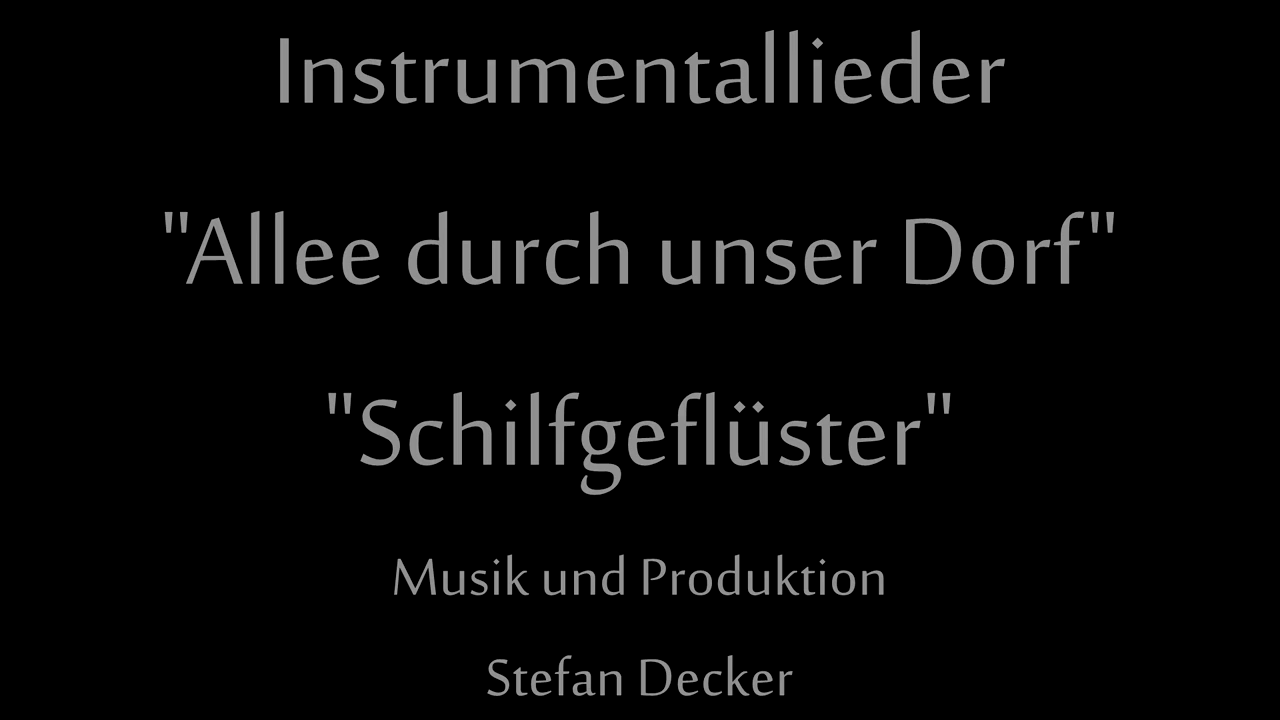 Instrumentallieder
"Allee durch unser Dorf"
"Schilfgeflüster"
Musik und Produktion
Stefan Decker